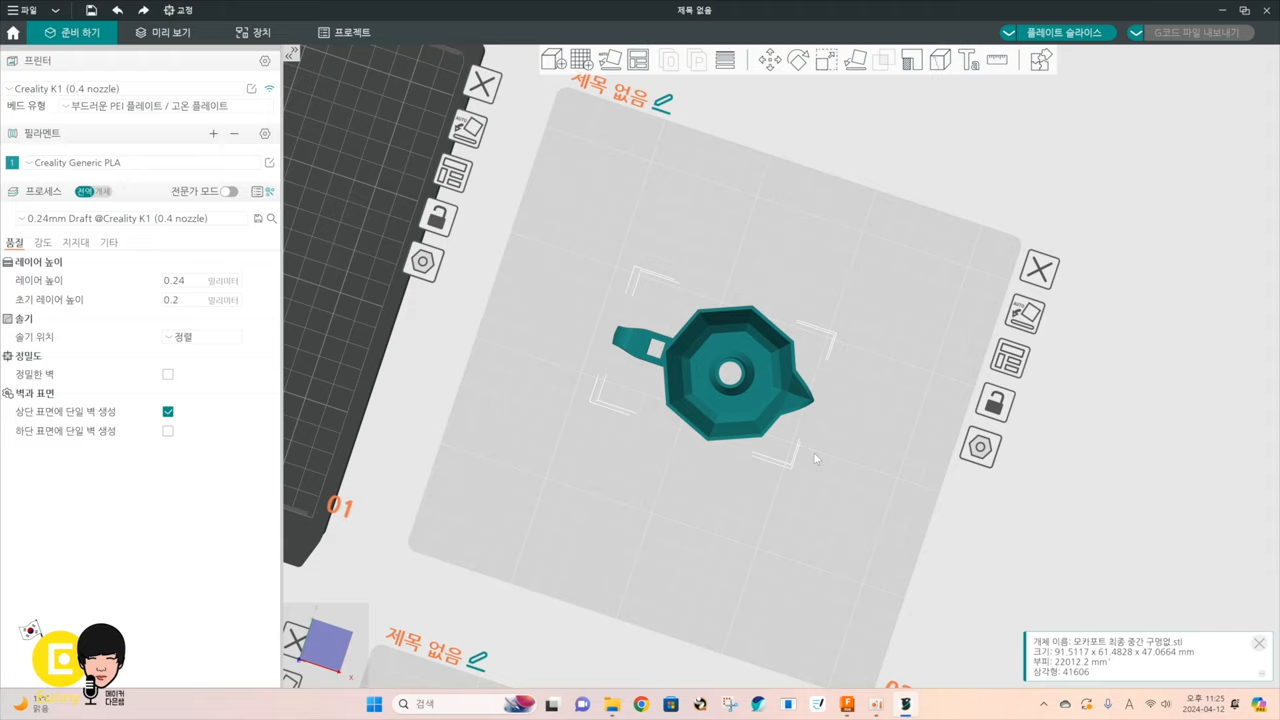 파일
교정
제목 없음
준비 하기
미리 보기
장치
프로젝트
플레이트 슬라이스
G코드 파일 내보내기
프린터
Creality K1 (0.4 nozzle)
베드 유형
부드러운 PEI 플레이트 / 고온 플레이트
필라멘트
1
Creality Generic PLA
프로세스
전역
개체
전문가 모드
0.24mm Draft @Creality K1 (0.4 nozzle)
품질
강도
지지대
기타
레이어 높이
레이어 높이
0.24
밀리미터
초기 레이어 높이
0.2
밀리미터
솔기
솔기 위치
정렬
정밀도
정밀한 벽
벽과 표면
상단 표면에 단일 벽 생성
하단 표면에 단일 벽 생성
제목 없음
AUTO
AUTO
01
제목 없음
x
개체 이름: 모카포트 최종 중간 구멍없.stl
크기: 91.5117 x 61.4828 x 47.0664 mm
부피: 22012.2 mm³
삼각형: 41606
메이커
다은쌤
맑음
검색
A
오후 11:25
2024-04-12